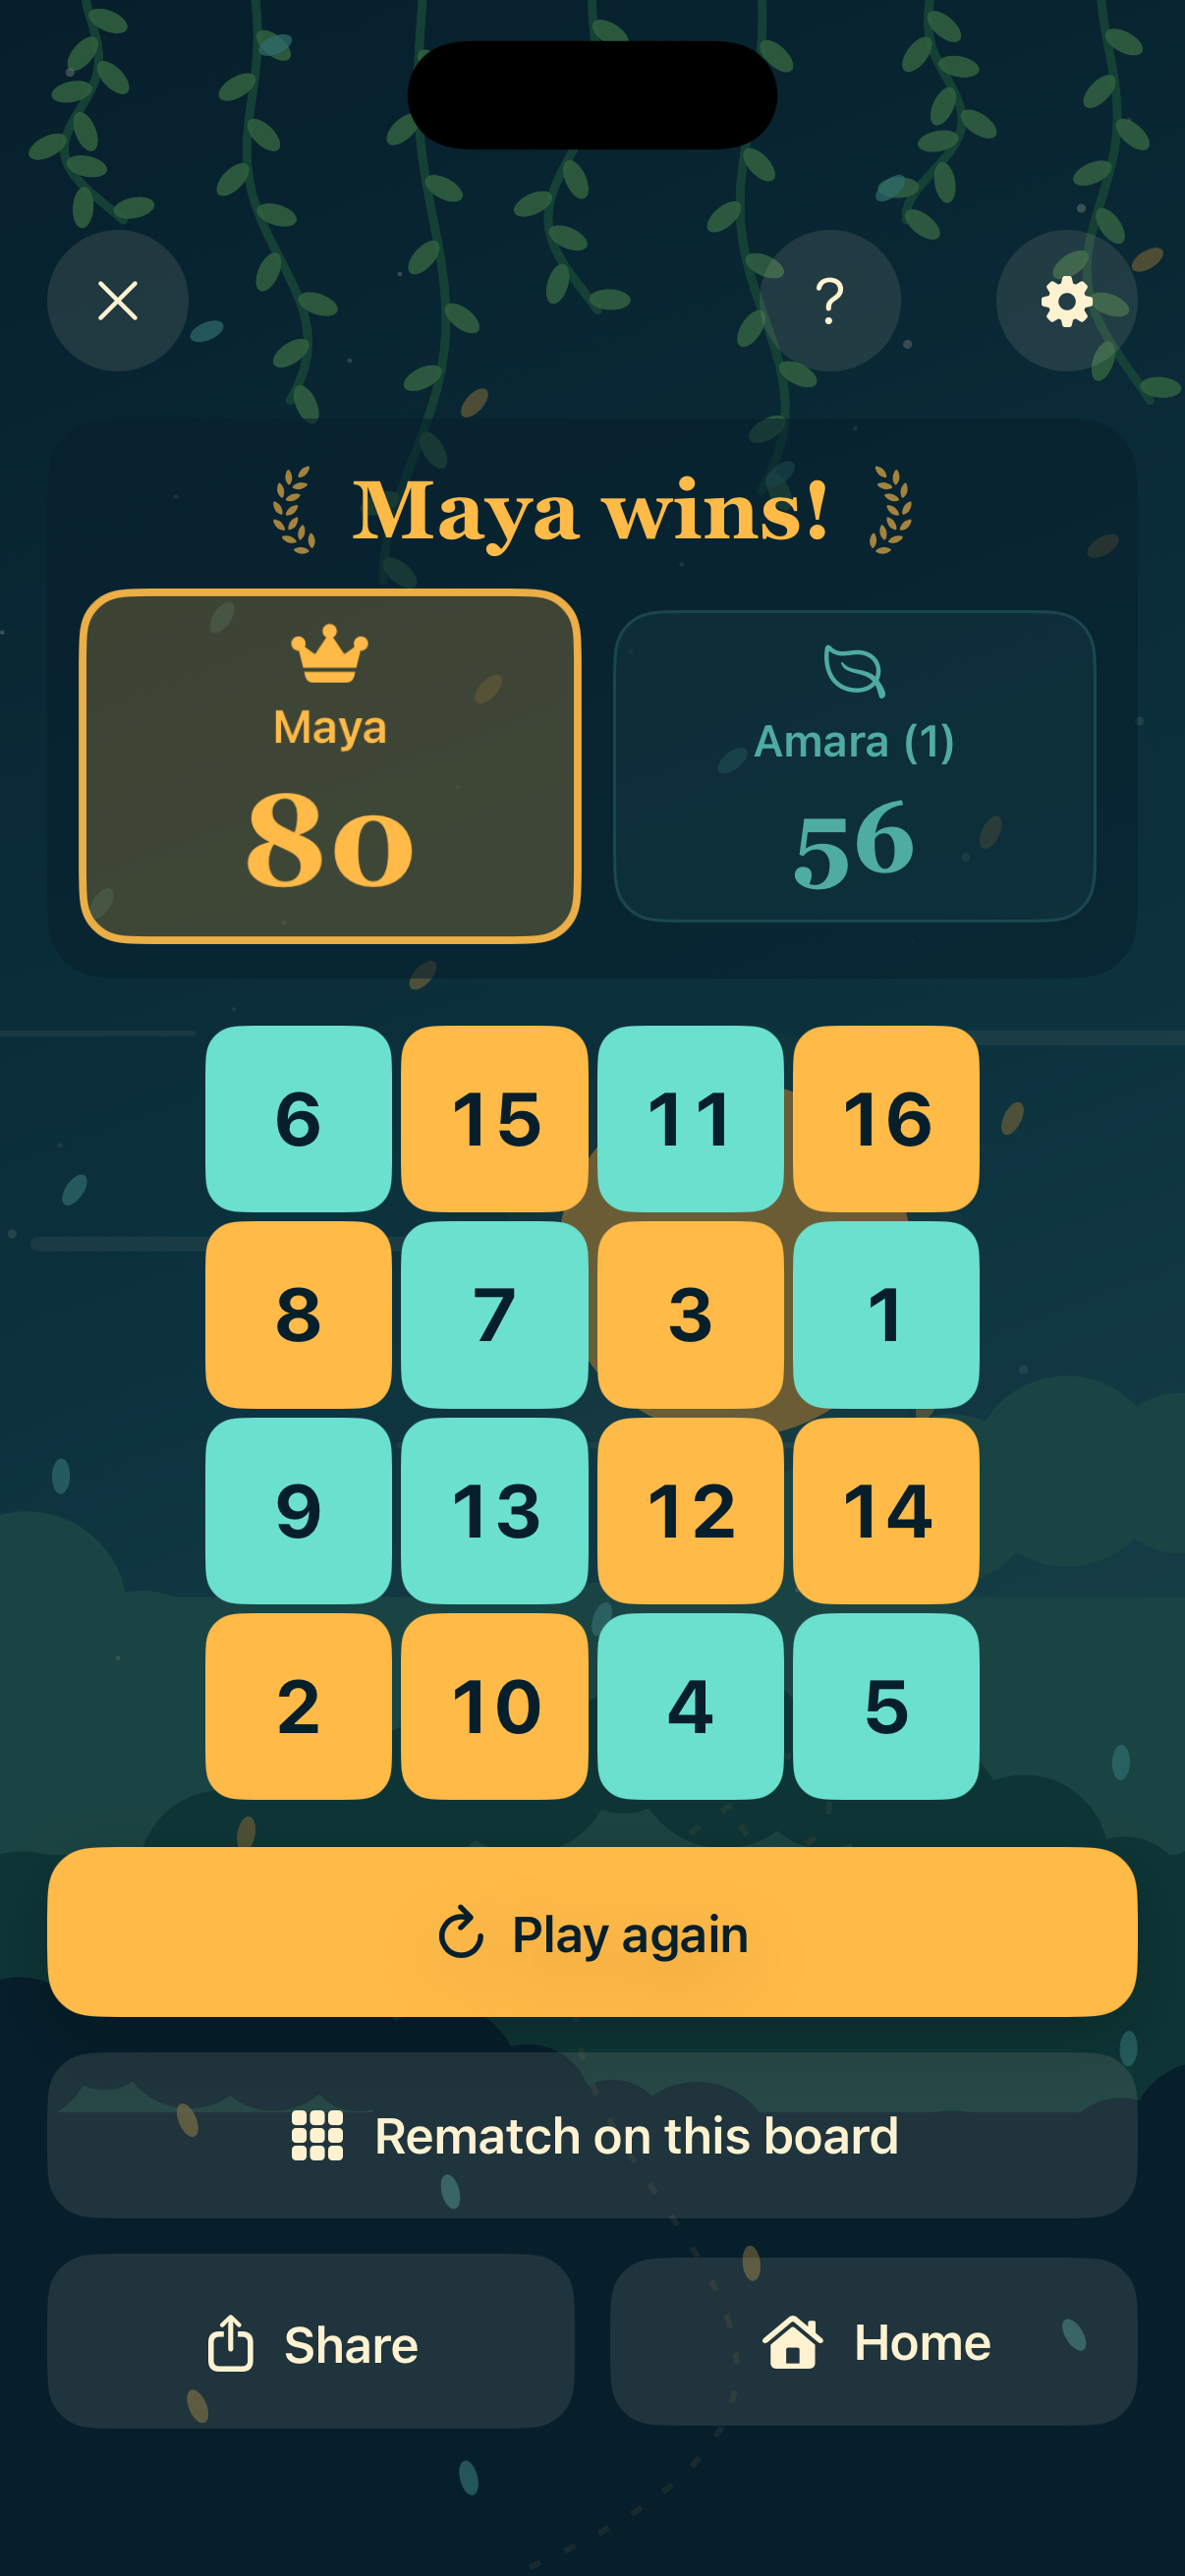 ?
Maya wins!
Maya
Amara (1)
80
56
6 15 11 16
8 7 3 1
9 13 12 14
2 10 4 5
Play again
Rematch on this board
Share
Home